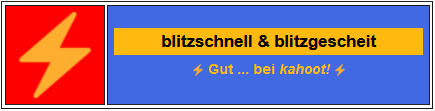 blitzschnell & blitzgescheit
⚡ Gut ... bei kahoot! ⚡